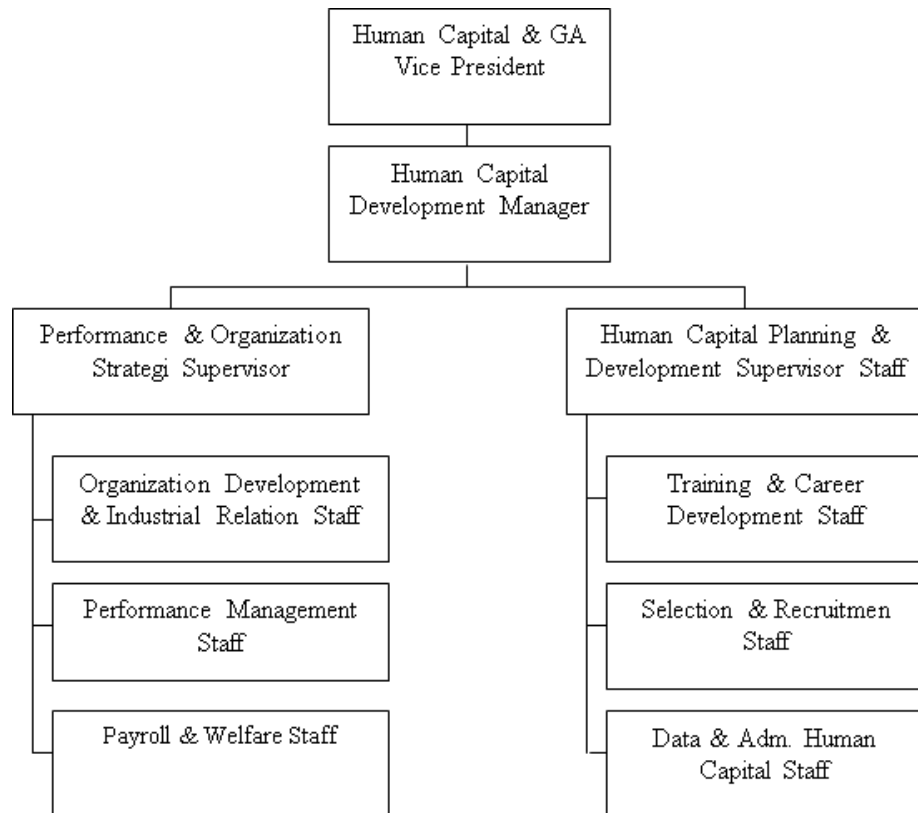 Human Capital & GA
Vice President
Human Capital
Development Manager
Performance & Organization
Strategi Supervisor
Human Capital Planning &
Development Supervisor Staff
Organization Development
& Industrial Relation Staff
Training & Career
Development Staff
Performance Management
Staff
Selection & Recruitmen
Staff
Payroll & Welfare Staff
Data & Adm. Human
Capital Staff